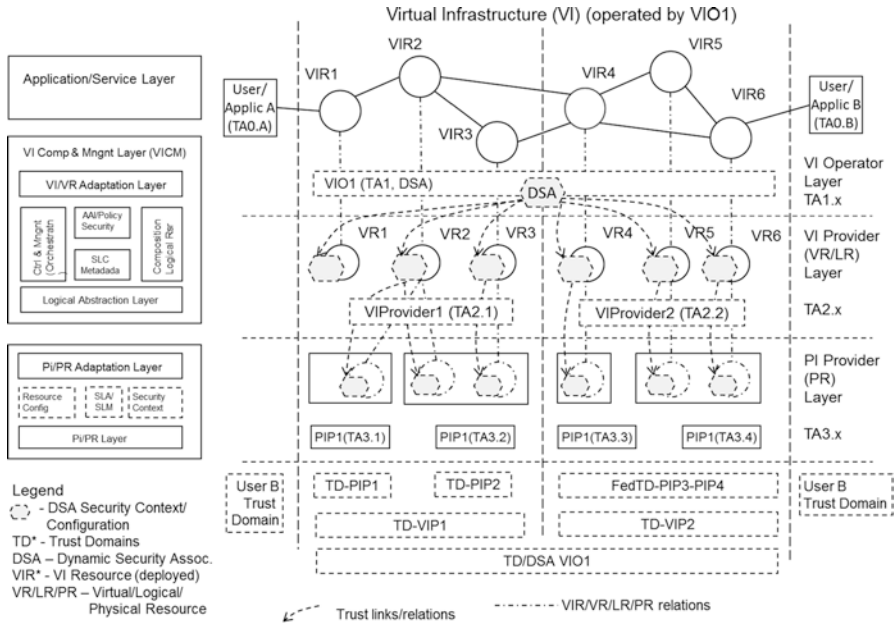 Virtual Infrastructure (VI) (operated by VIO1)
Application/Service Layer
User/
Applic A
(TA0.A)
VIR1
VIR2
VIR3
VIR4
VIR5
VIR6
User/
Applic B
(TA0.B)
VI Comp & Mngnt Layer (VICM)
VI/VR Adaptation Layer
Ctrl & Mngnt
(Orchestratn
)
AAI/Policy
Security
SLC
Metadada
Composition
Logical Rsr
Logical Abstraction Layer
VIO1 (TA1, DSA)
DSA
VI Operator
Layer
TA1.x
VR1
VR2
VR3
VR4
VR5
VR6
VI Provider
(VR/LR)
Layer
TA2.x
VIProvider1 (TA2.1)
VIProvider2 (TA2.2)
Pi/PR Adaptation Layer
Resource
Config
SLA/
SLM
Security
Context
Pi/PR Layer
PI Provider
(PR)
Layer
TA3.x
PIP1(TA3.1)
PIP1(TA3.2)
PIP1(TA3.3)
PIP1(TA3.4)
User B
Trust
Domain
TD-PIP1
TD-PIP2
FedTD-PIP3-PIP4
User B
Trust Domain
TD-VIP1
TD-VIP2
TD/DSA VIO1
Legend
- DSA Security Context/
Configuration
TD* - Trust Domains
DSA – Dynamic Security Assoc.
VIR* - VI Resource (deployed)
VR/LR/PR – Virtual/Logical/
Physical Resource
Trust links/relations
VIR/VR/LR/PR relations